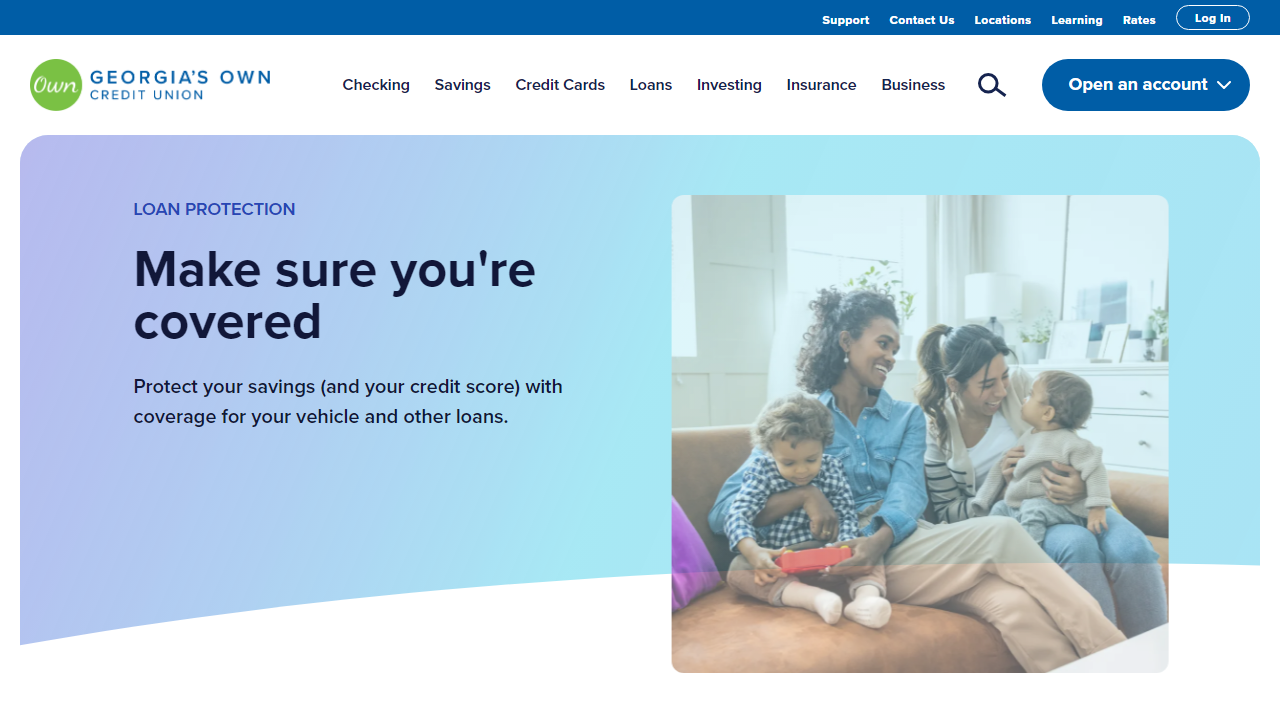 Support Contact Us Locations Learning Rates Log In
Own GEORGIA'S OWN
CREDIT UNION
Checking Savings Credit Cards Loans Investing Insurance Business Open an account
LOAN PROTECTION
Make sure you're
covered
Protect your savings (and your credit score) with
coverage for your vehicle and other loans.